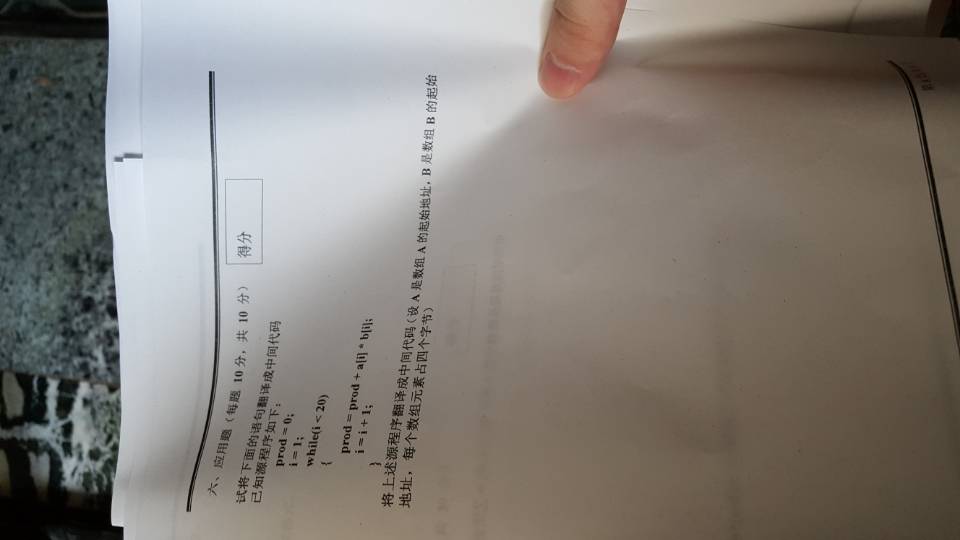 六、应用题（每题 10 分，共 10 分）
得分
试将下面的语句翻译成中间代码
已知源程序如下：
prod = 0;
i = 1;
while(i < 20)
{
prod = prod + a[i] * b[i];
i = i + 1;
}
将上述源程序翻译成中间代码（设 A 是数组 A 的起始地址，B 是数组 B 的起始
地址，每个数组元素占四个字节）